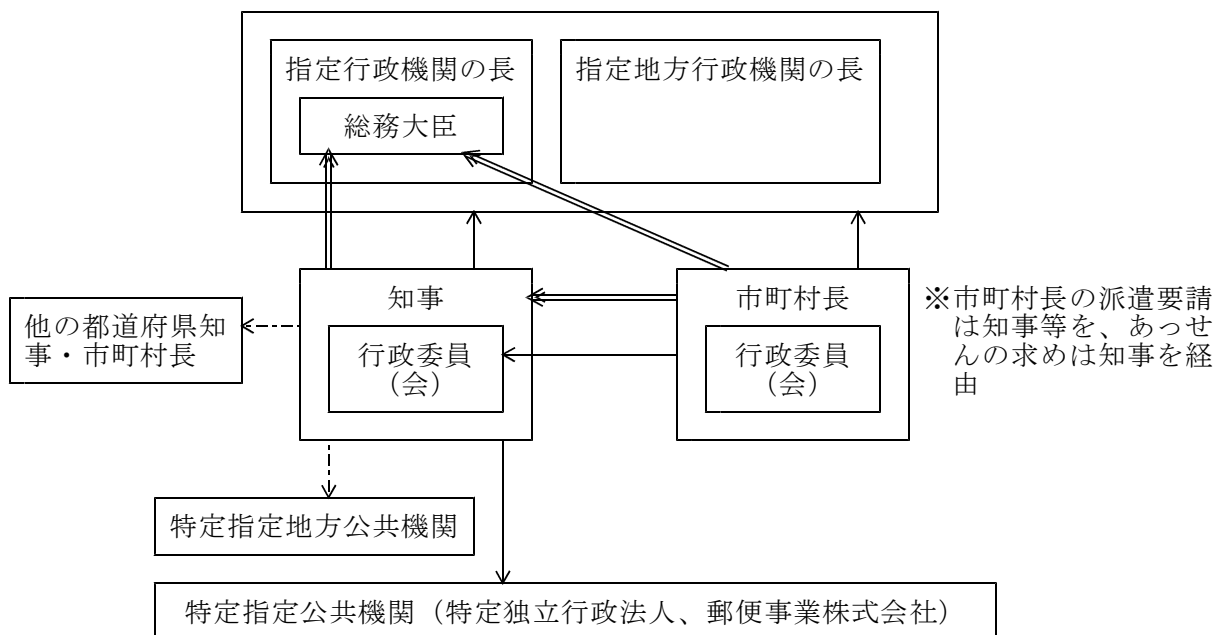 指定行政機関の長
指定地方行政機関の長
総務大臣
知事
市町村長
※市町村長の派遣要請
は知事等を、あっせ
んの求めは知事を経
由
他の都道府県知
事・市町村長
行政委員
（会）
行政委員
（会）
特定指定地方公共機関
特定指定公共機関（特定独立行政法人、郵便事業株式会社）